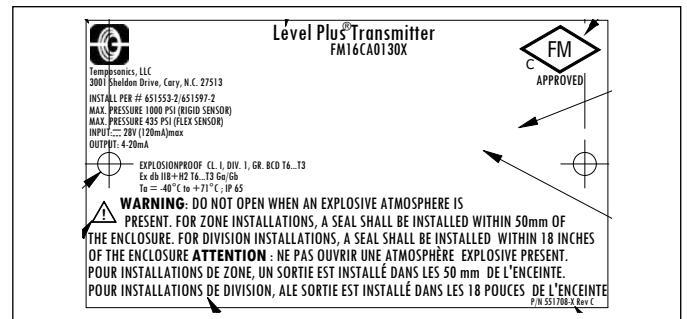 Level Plus® Transmitter
FM16CA0130X
FM
C
APPROVED
Temposonics, LLC
3001 Sheldon Drive, Cary, N.C. 27513
INSTALL PER # 651553-2/651597-2
MAX. PRESSURE 1000 PSI (RIGID SENSOR)
MAX. PRESSURE 435 PSI (FLEX SENSOR)
INPUT:⎓ 28V (120mA)max
OUTPUT: 4-20mA
EXPLOSIONPROOF CL. I, DIV. 1, GR. BCD T6...T3
Ex db IIB+H2 T6...T3 Ga/Gb
Ta = -40°C to +71°C ; IP 65
WARNING: DO NOT OPEN WHEN AN EXPLOSIVE ATMOSPHERE IS
PRESENT. FOR ZONE INSTALLATIONS, A SEAL SHALL BE INSTALLED WITHIN 50mm OF
THE ENCLOSURE. FOR DIVISION INSTALLATIONS, A SEAL SHALL BE INSTALLED WITHIN 18 INCHES
OF THE ENCLOSURE ATTENTION : NE PAS OUVRIR UNE ATMOSPHÈRE EXPLOSIVE PRESENT.
POUR INSTALLATIONS DE ZONE, UN SORTIE EST INSTALLÉ DANS LES 50 mm DE L'ENCEINTE.
POUR INSTALLATIONS DE DIVISION, ALE SORTIE EST INSTALLÉ DANS LES 18 POUCES DE L'ENCEINTE
P/N 551708-X Rev C